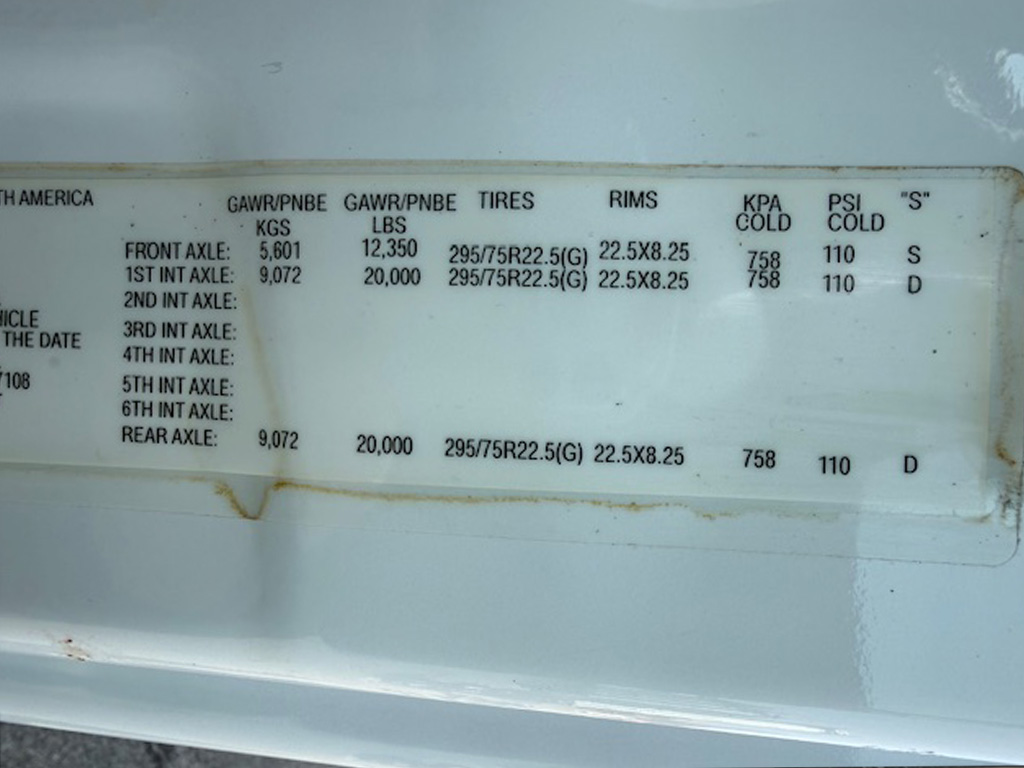 TH AMERICA
GAWR/PNBE GAWR/PNBE TIRES RIMS KPA PSI "S"
KGS LBS COLD COLD
FRONT AXLE: 5,601 12,350 295/75R22.5(G) 22.5X8.25 758 110 S
1ST INT AXLE: 9,072 20,000 295/75R22.5(G) 22.5X8.25 758 110 D
2ND INT AXLE:
HICLE
3RD INT AXLE:
THE DATE
4TH INT AXLE:
7108
5TH INT AXLE:
6TH INT AXLE:
REAR AXLE: 9,072 20,000 295/75R22.5(G) 22.5X8.25 758 110 D